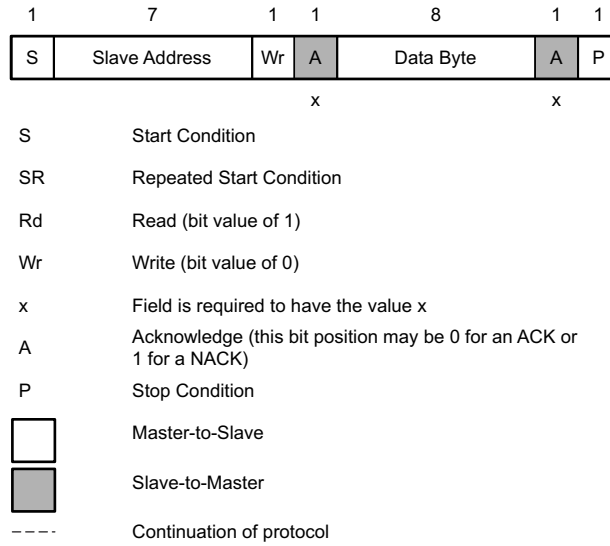 1 7 1 1 8 1 1
S Slave Address Wr A Data Byte A P
x x
S Start Condition
SR Repeated Start Condition
Rd Read (bit value of 1)
Wr Write (bit value of 0)
x Field is required to have the value x
A Acknowledge (this bit position may be 0 for an ACK or
1 for a NACK)
P Stop Condition
Master-to-Slave
Slave-to-Master
Continuation of protocol